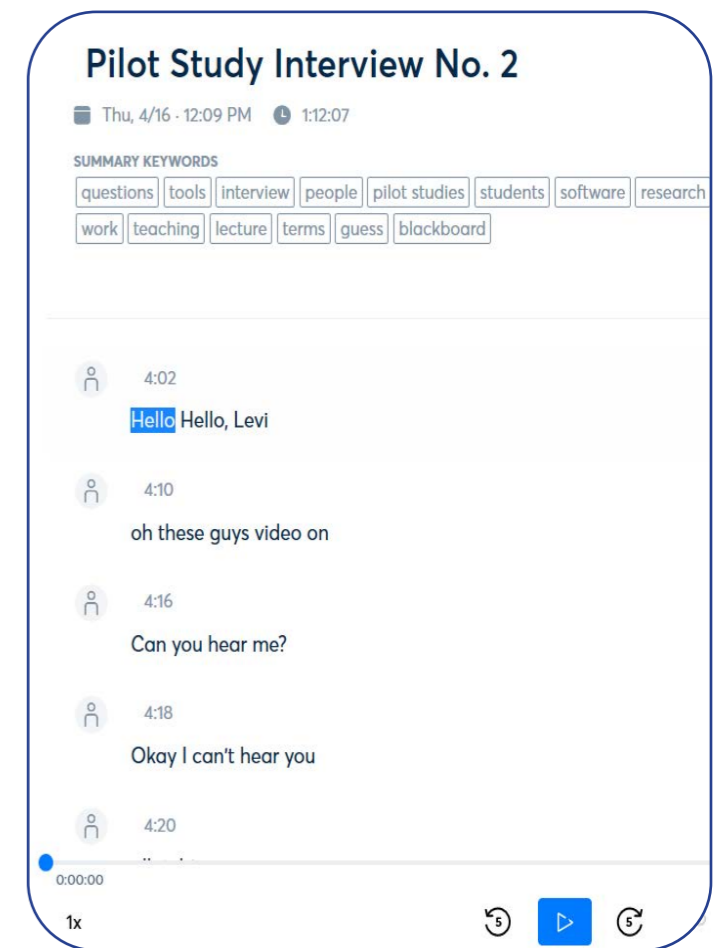 Pilot Study Interview No. 2
Thu, 4/16 · 12:09 PM 1:12:07
SUMMARY KEYWORDS
questions tools interview people pilot studies students software research
work teaching lecture terms guess blackboard
4:02
Hello Hello, Levi
4:10
oh these guys video on
4:16
Can you hear me?
4:18
Okay I can't hear you
4:20
0:00:00
1x 5 5